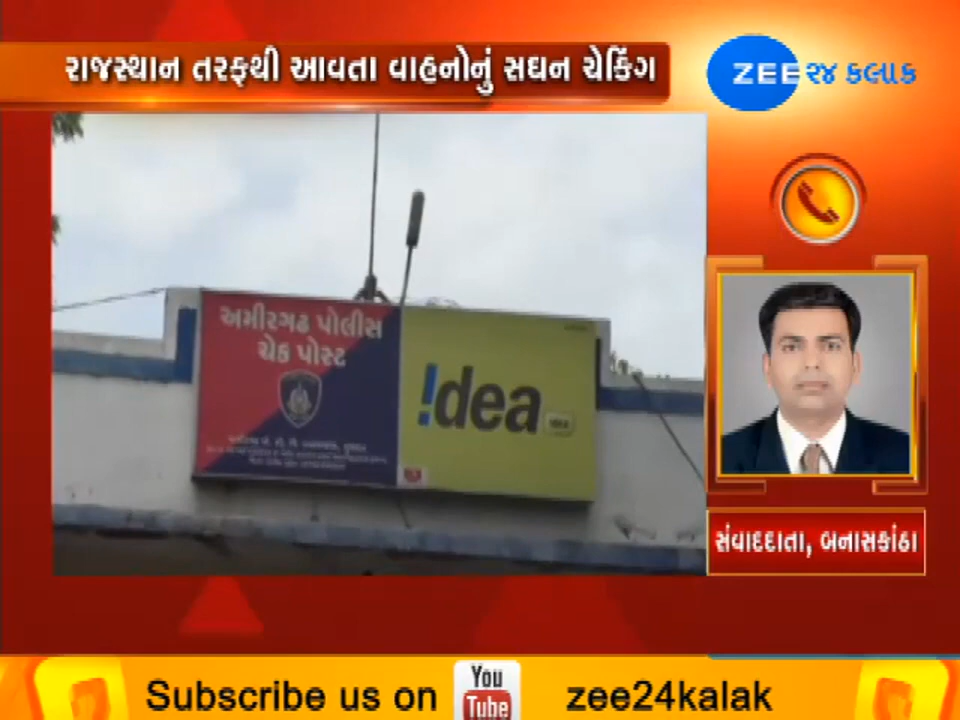 રાજસ્થાન તરફથી આવતા વાહનોનું સઘન ચેકિંગ
ZEE ૨૪ કલાક
અમીરગઢ પોલીસ
ચેક પોસ્ટ
!dea
સંવાદદાતા, બનાસકાંઠા
Subscribe us on You Tube zee24kalak